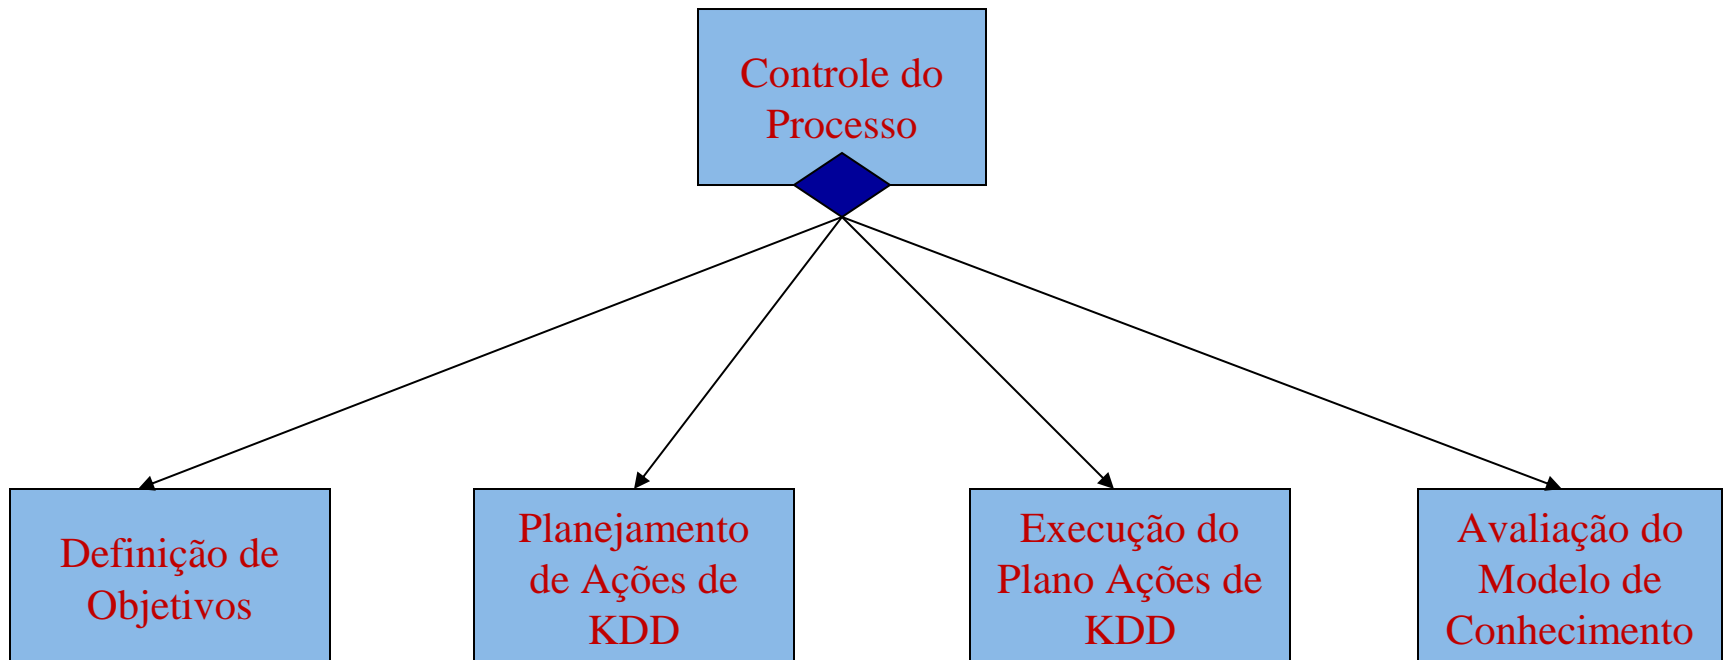 Controle do
Processo
Definição de
Objetivos
Planejamento
de Ações de
KDD
Execução do
Plano Ações de
KDD
Avaliação do
Modelo de
Conhecimento